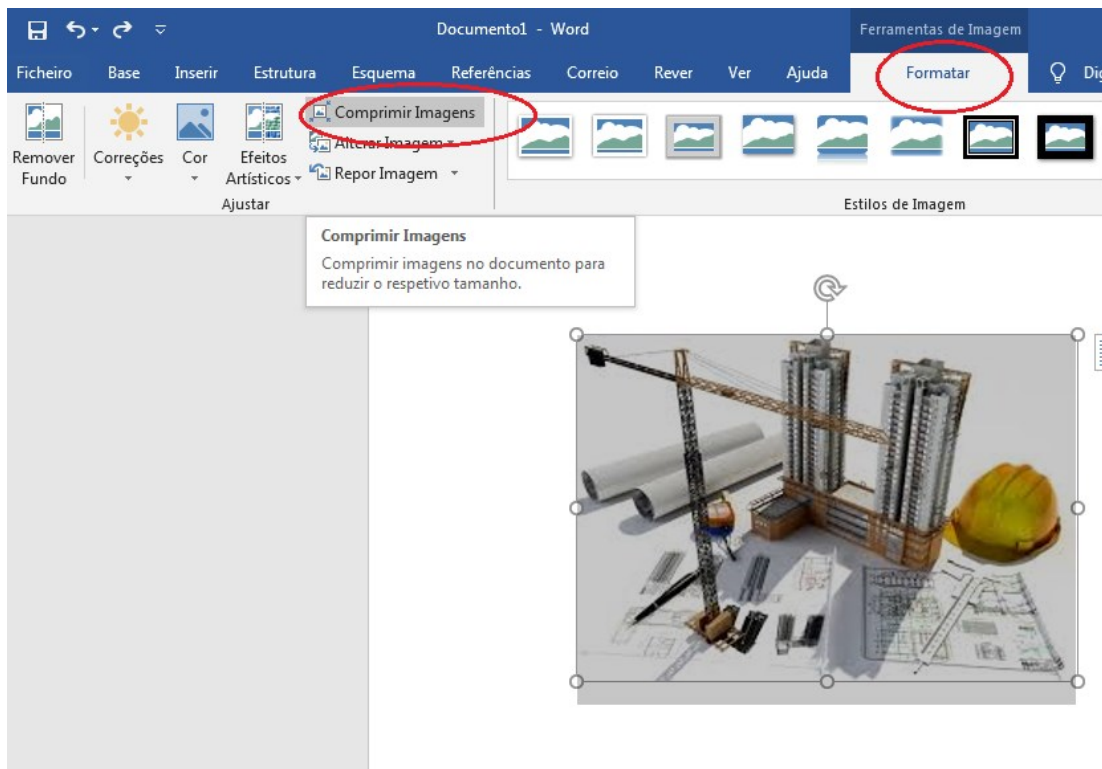 Documento1 - Word
Ferramentas de Imagem
Ficheiro Base Inserir Estrutura Esquema Referências Correio Rever Ver Ajuda Formatar
Comprimir Imagens
Alterar Imagem
Repor Imagem
Remover Fundo
Correções
Cor
Efeitos Artísticos
Ajustar
Estilos de Imagem
Comprimir Imagens
Comprimir imagens no documento para
reduzir o respetivo tamanho.